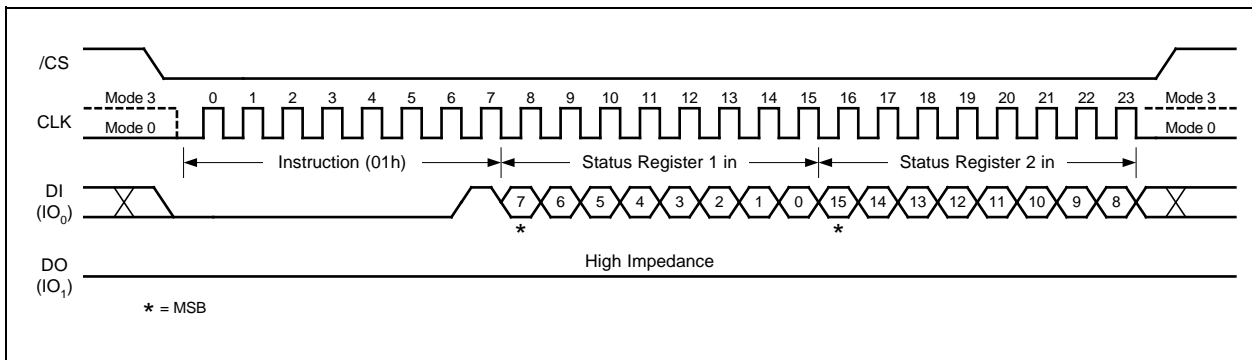 /CS
Mode 3 0 1 2 3 4 5 6 7 8 9 10 11 12 13 14 15 16 17 18 19 20 21 22 23 Mode 3
CLK
Mode 0 Mode 0
Instruction (01h) Status Register 1 in Status Register 2 in
DI
(IO0) 7 6 5 4 3 2 1 0 15 14 13 12 11 10 9 8
* *
DO High Impedance
(IO1)
* = MSB